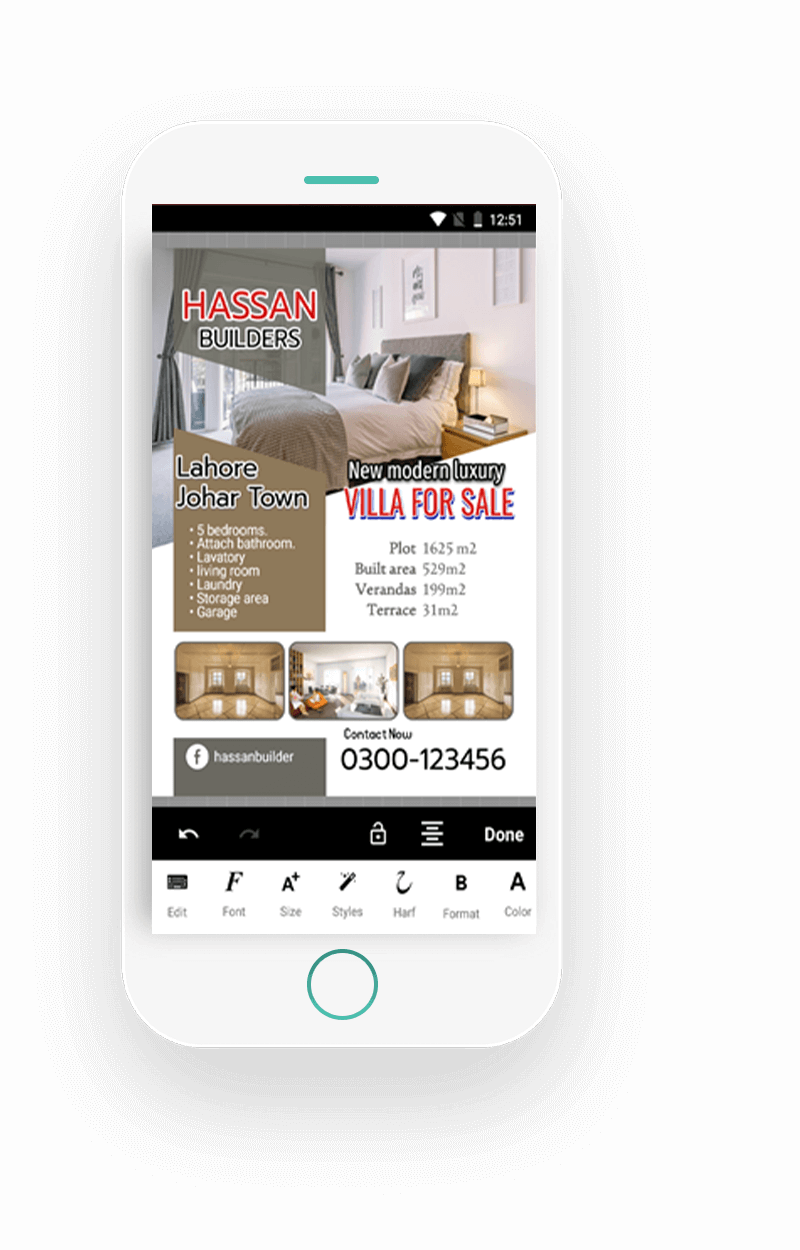 12:51
HASSAN
BUILDERS
Lahore
Johar Town
• 5 bedrooms.
• Attach bathroom.
• Lavatory
• living room
• Laundry
• Storage area
• Garage
New modern luxury
VILLA FOR SALE
Plot 1625 m2
Built area 529m2
Verandas 199m2
Terrace 31m2
f hassanbuilder
Contact Now
0300-123456
Done
Edit Font Size Styles Harf Format Color